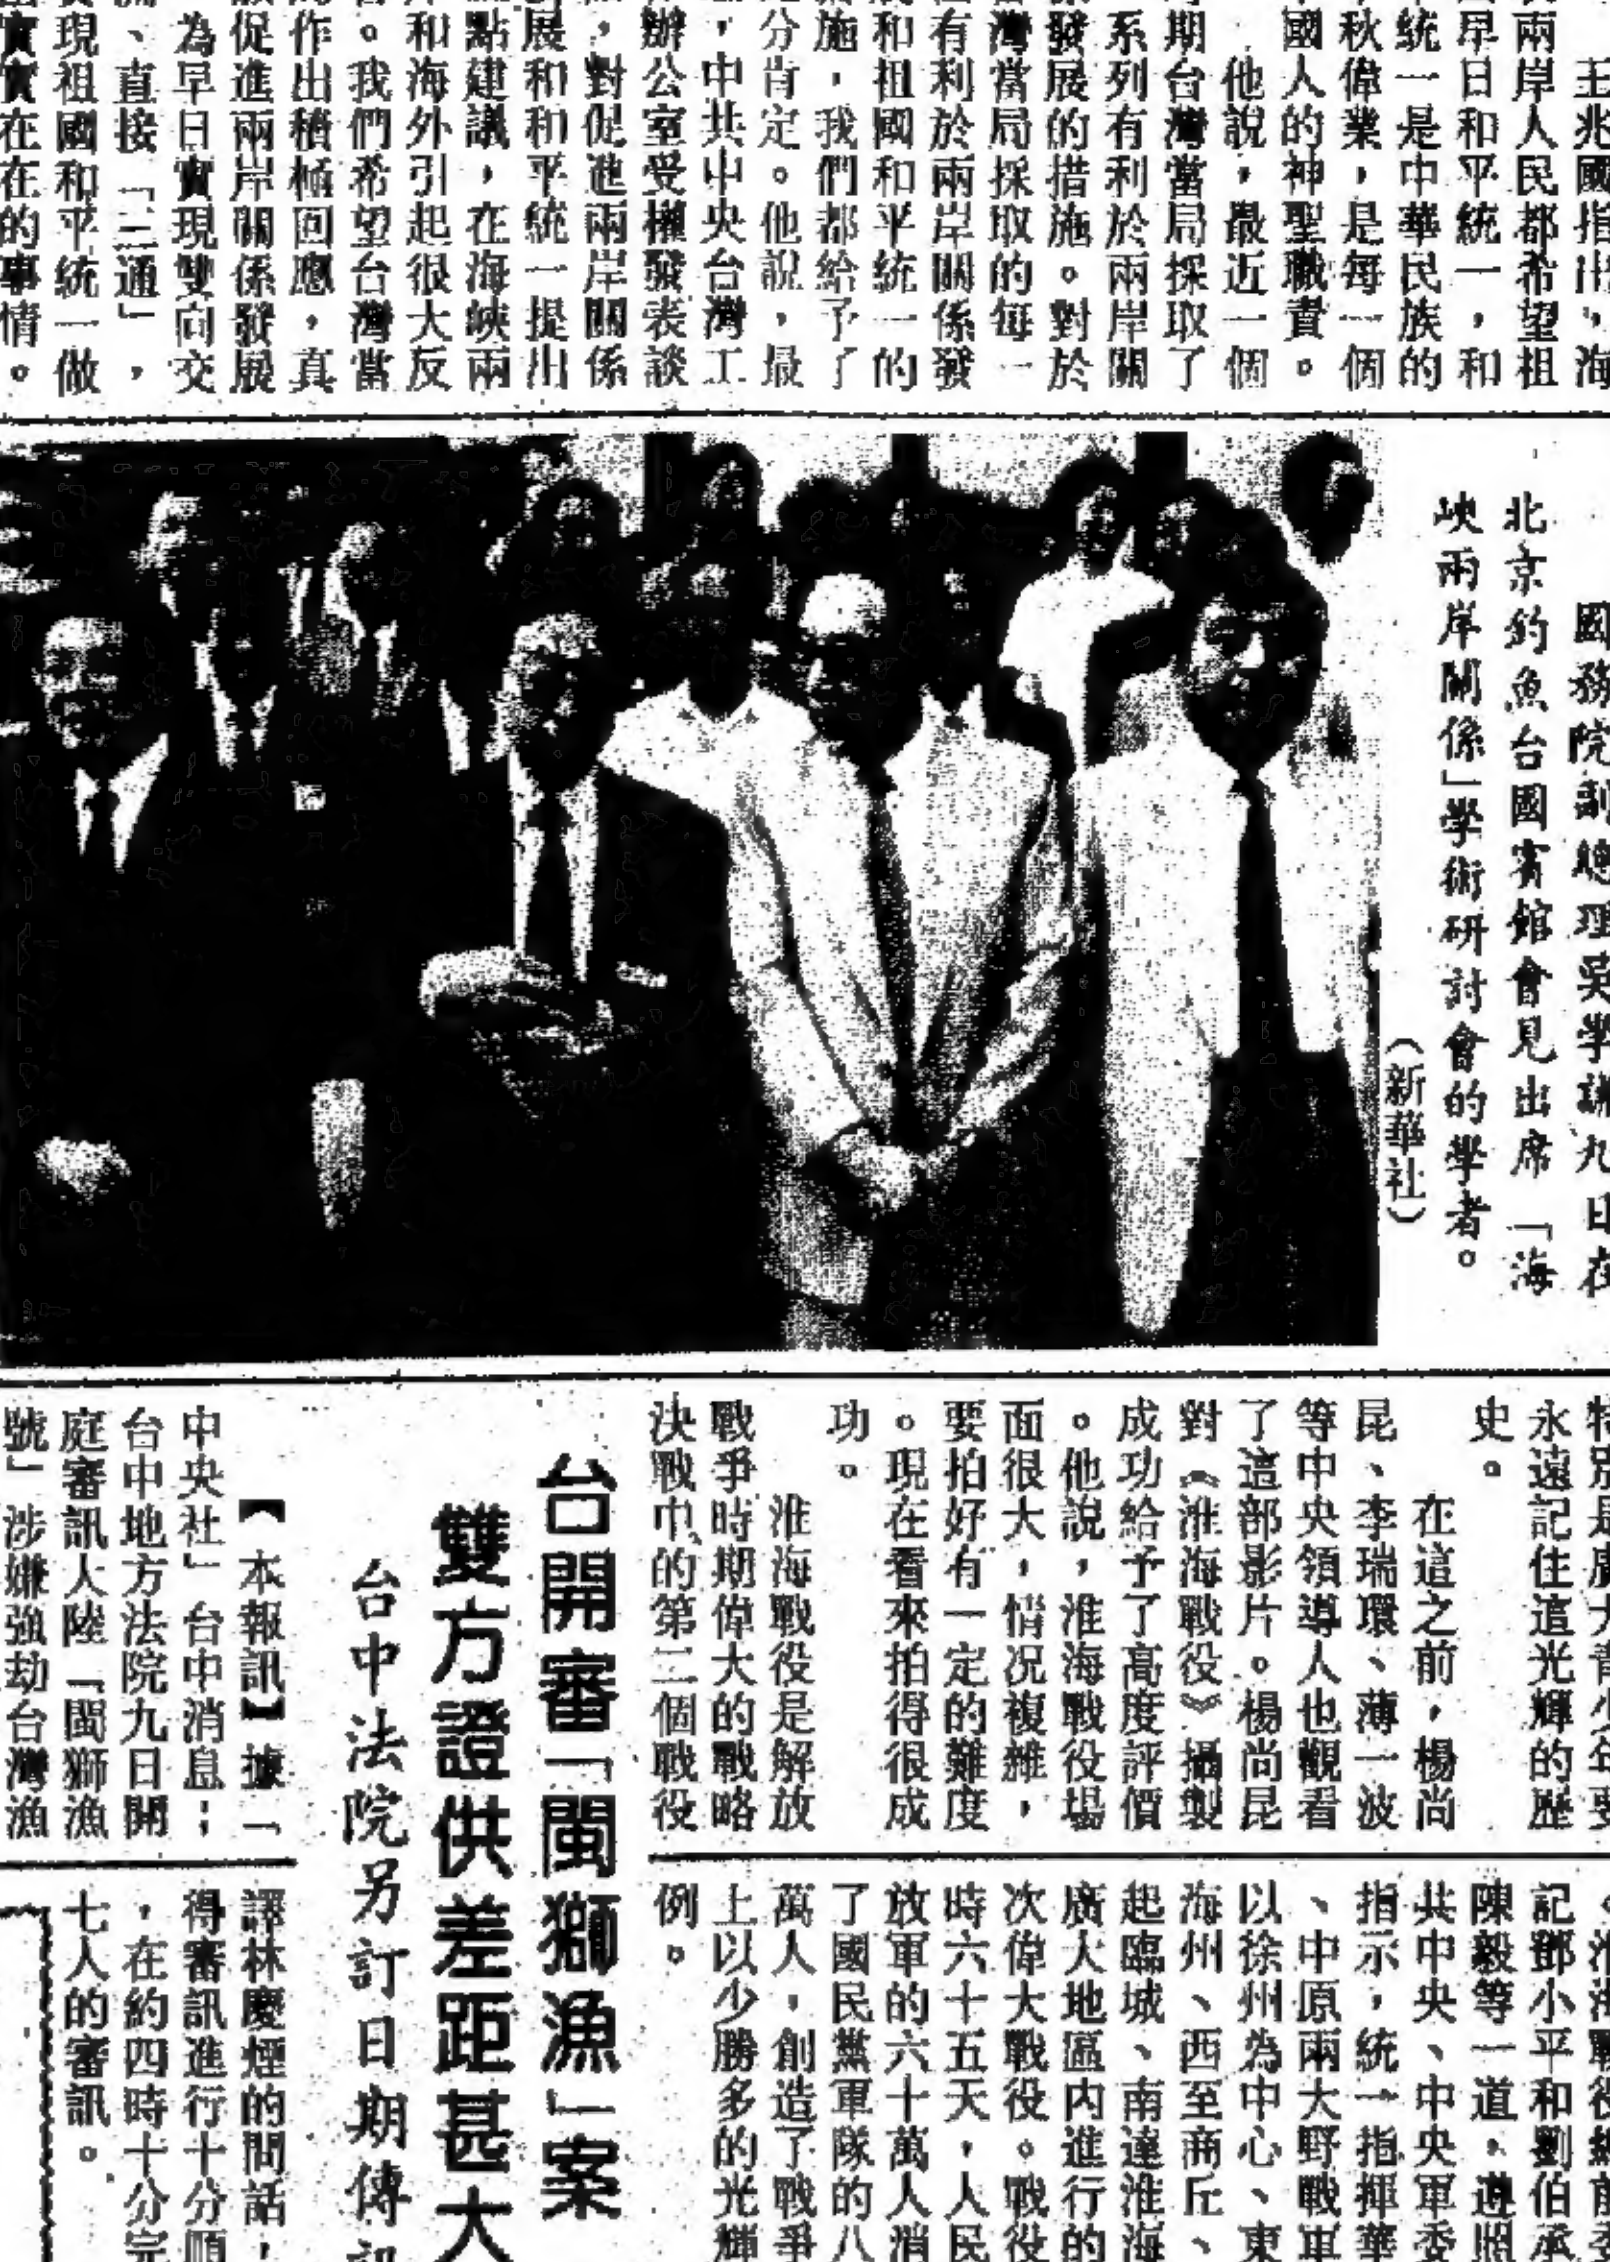 王兆國指出，海
兩岸人民都希望祖
早日和平統一，和
統一是中華民族的
秋偉業，是每一個
國人的神聖職責。
他說，最近一個
期台灣當局採取了
系列有利於兩岸關
發展的措施。對於
灣當局採取的每一
有利於兩岸關係發
和祖國和平統一的
施，我們都給予了
分肯定。他說，最
，中共中央台灣工
辦公室受權發表談
，對促進兩岸關係
展和和平統一提出
點建議，在海峽兩
和海外引起很大反
。我們希望台灣當
作出積極回應，真
促進兩岸關係發展
為早日實現雙向交
、直接「三通」，
現祖國和平統一做
實實在在的事情。
國務院副總理吳學謙九日在
北京釣魚台國賓館會見出席「海
峽兩岸關係」學術研討會的學者。
（新華社）
特別是廣大青少年要
永遠記住這光輝的歷
史。
在這之前，楊尚
昆、李瑞環、薄一波
等中央領導人也觀看
了這部影片。楊尚昆
對《淮海戰役》攝製
成功給予了高度評價
。他說，淮海戰役場
面很大，情況複雜，
要拍好有一定的難度
。現在看來拍得很成
功。
淮海戰役是解放
戰爭時期偉大的戰略
決戰中的第二個戰役
記鄧小平和劉伯承
陳毅等一道，遵照
共中央、中央軍委
指示，統一指揮華
、中原兩大野戰軍
以徐州為中心、東
海州、西至商丘、
起臨城、南達淮海
廣大地區內進行的
次偉大戰役。戰役
時六十五天，人民
放軍的六十萬人消
了國民黨軍隊的八
萬人，創造了戰爭
上以少勝多的光輝
例。
台開審「閩獅漁」案
雙方證供差距甚大
台中法院另訂日期傳訊
【本報訊】據「
中央社」台中消息：
台中地方法院九日開
庭審訊大陸「閩獅漁
號」涉嫌強劫台灣漁
譯林慶煙的問話，
得審訊進行十分順
，在約四時十分完
七人的審訊。